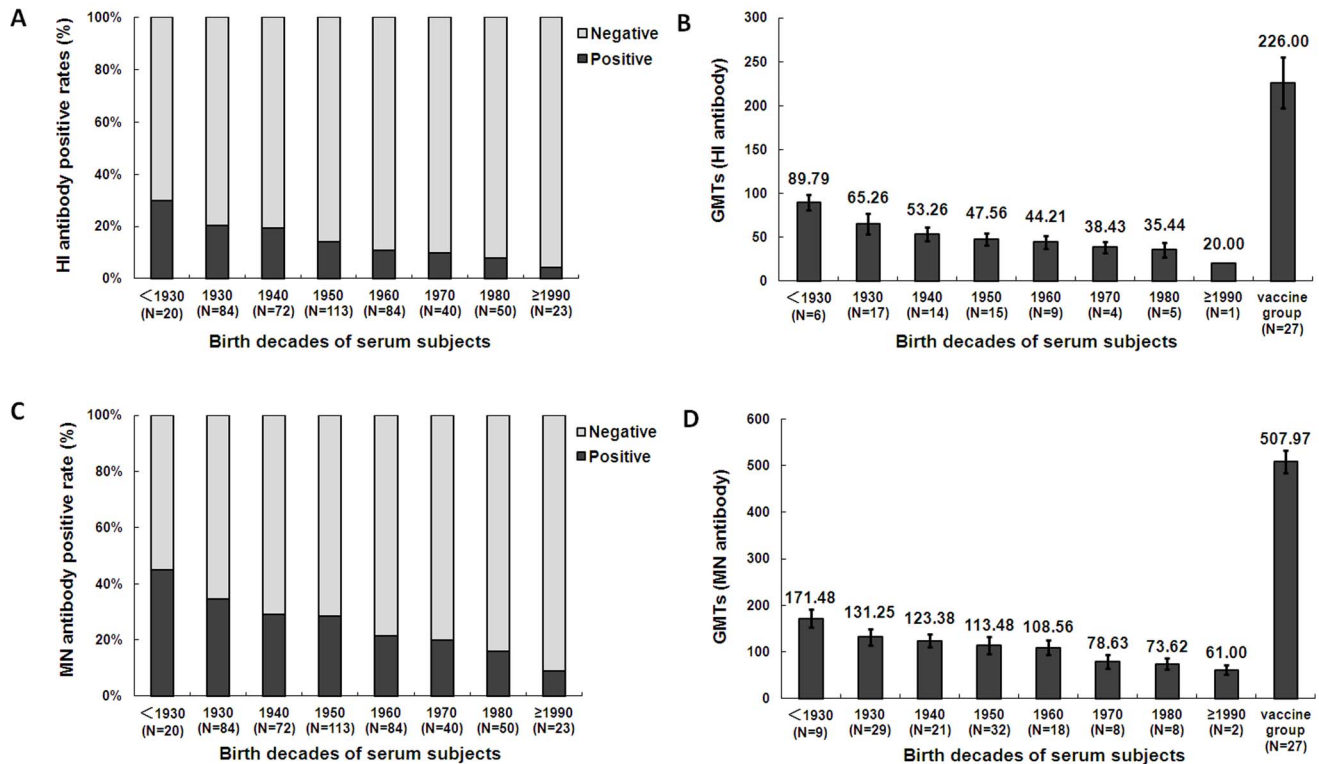 A
HI antibody positive rates (%)
100%
80%
60%
40%
20%
0%
Negative
Positive
<1930 1930 1940 1950 1960 1970 1980 ≥1990
(N=20) (N=84) (N=72) (N=113) (N=84) (N=40) (N=50) (N=23)
Birth decades of serum subjects
B
GMTs (HI antibody)
300
250
200
150
100
50
0
89.79 65.26 53.26 47.56 44.21 38.43 35.44 20.00 226.00
<1930 1930 1940 1950 1960 1970 1980 ≥1990 vaccine
group
(N=6) (N=17) (N=14) (N=15) (N=9) (N=4) (N=5) (N=1) (N=27)
Birth decades of serum subjects
C
MN antibody positive rate (%)
100%
80%
60%
40%
20%
0%
Negative
Positive
<1930 1930 1940 1950 1960 1970 1980 ≥1990
(N=20) (N=84) (N=72) (N=113) (N=84) (N=40) (N=50) (N=23)
Birth decades of serum subjects
D
GMTs (MN antibody)
600
500
400
300
200
100
0
171.48 131.25 123.38 113.48 108.56 78.63 73.62 61.00 507.97
<1930 1930 1940 1950 1960 1970 1980 ≥1990 vaccine
group
(N=9) (N=29) (N=21) (N=32) (N=18) (N=8) (N=8) (N=2) (N=27)
Birth decades of serum subjects